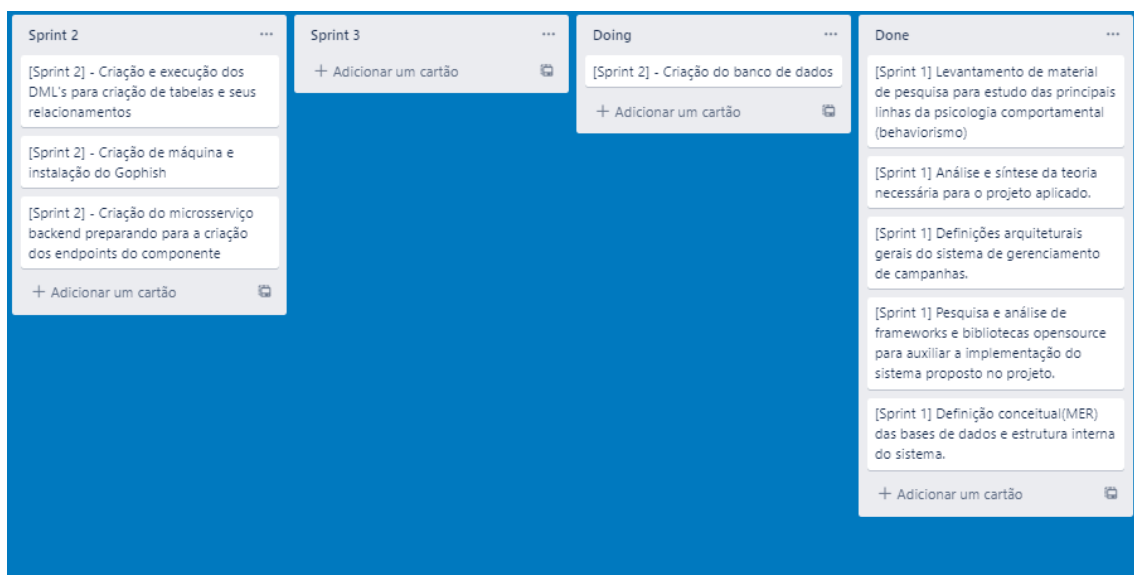 Sprint 2
[Sprint 2] - Criação e execução dos
DML's para criação de tabelas e seus
relacionamentos
[Sprint 2] - Criação de máquina e
instalação do Gophish
[Sprint 2] - Criação do microsserviço
backend preparando para a criação
dos endpoints do componente
+ Adicionar um cartão
Sprint 3
+ Adicionar um cartão
Doing
[Sprint 2] - Criação do banco de dados
+ Adicionar um cartão
Done
[Sprint 1] Levantamento de material
de pesquisa para estudo das principais
linhas da psicologia comportamental
(behaviorismo)
[Sprint 1] Análise e síntese da teoria
necessária para o projeto aplicado.
[Sprint 1] Definições arquiteturais
gerais do sistema de gerenciamento
de campanhas.
[Sprint 1] Pesquisa e análise de
frameworks e bibliotecas opensource
para auxiliar a implementação do
sistema proposto no projeto.
[Sprint 1] Definição conceitual(MER)
das bases de dados e estrutura interna
do sistema.
+ Adicionar um cartão